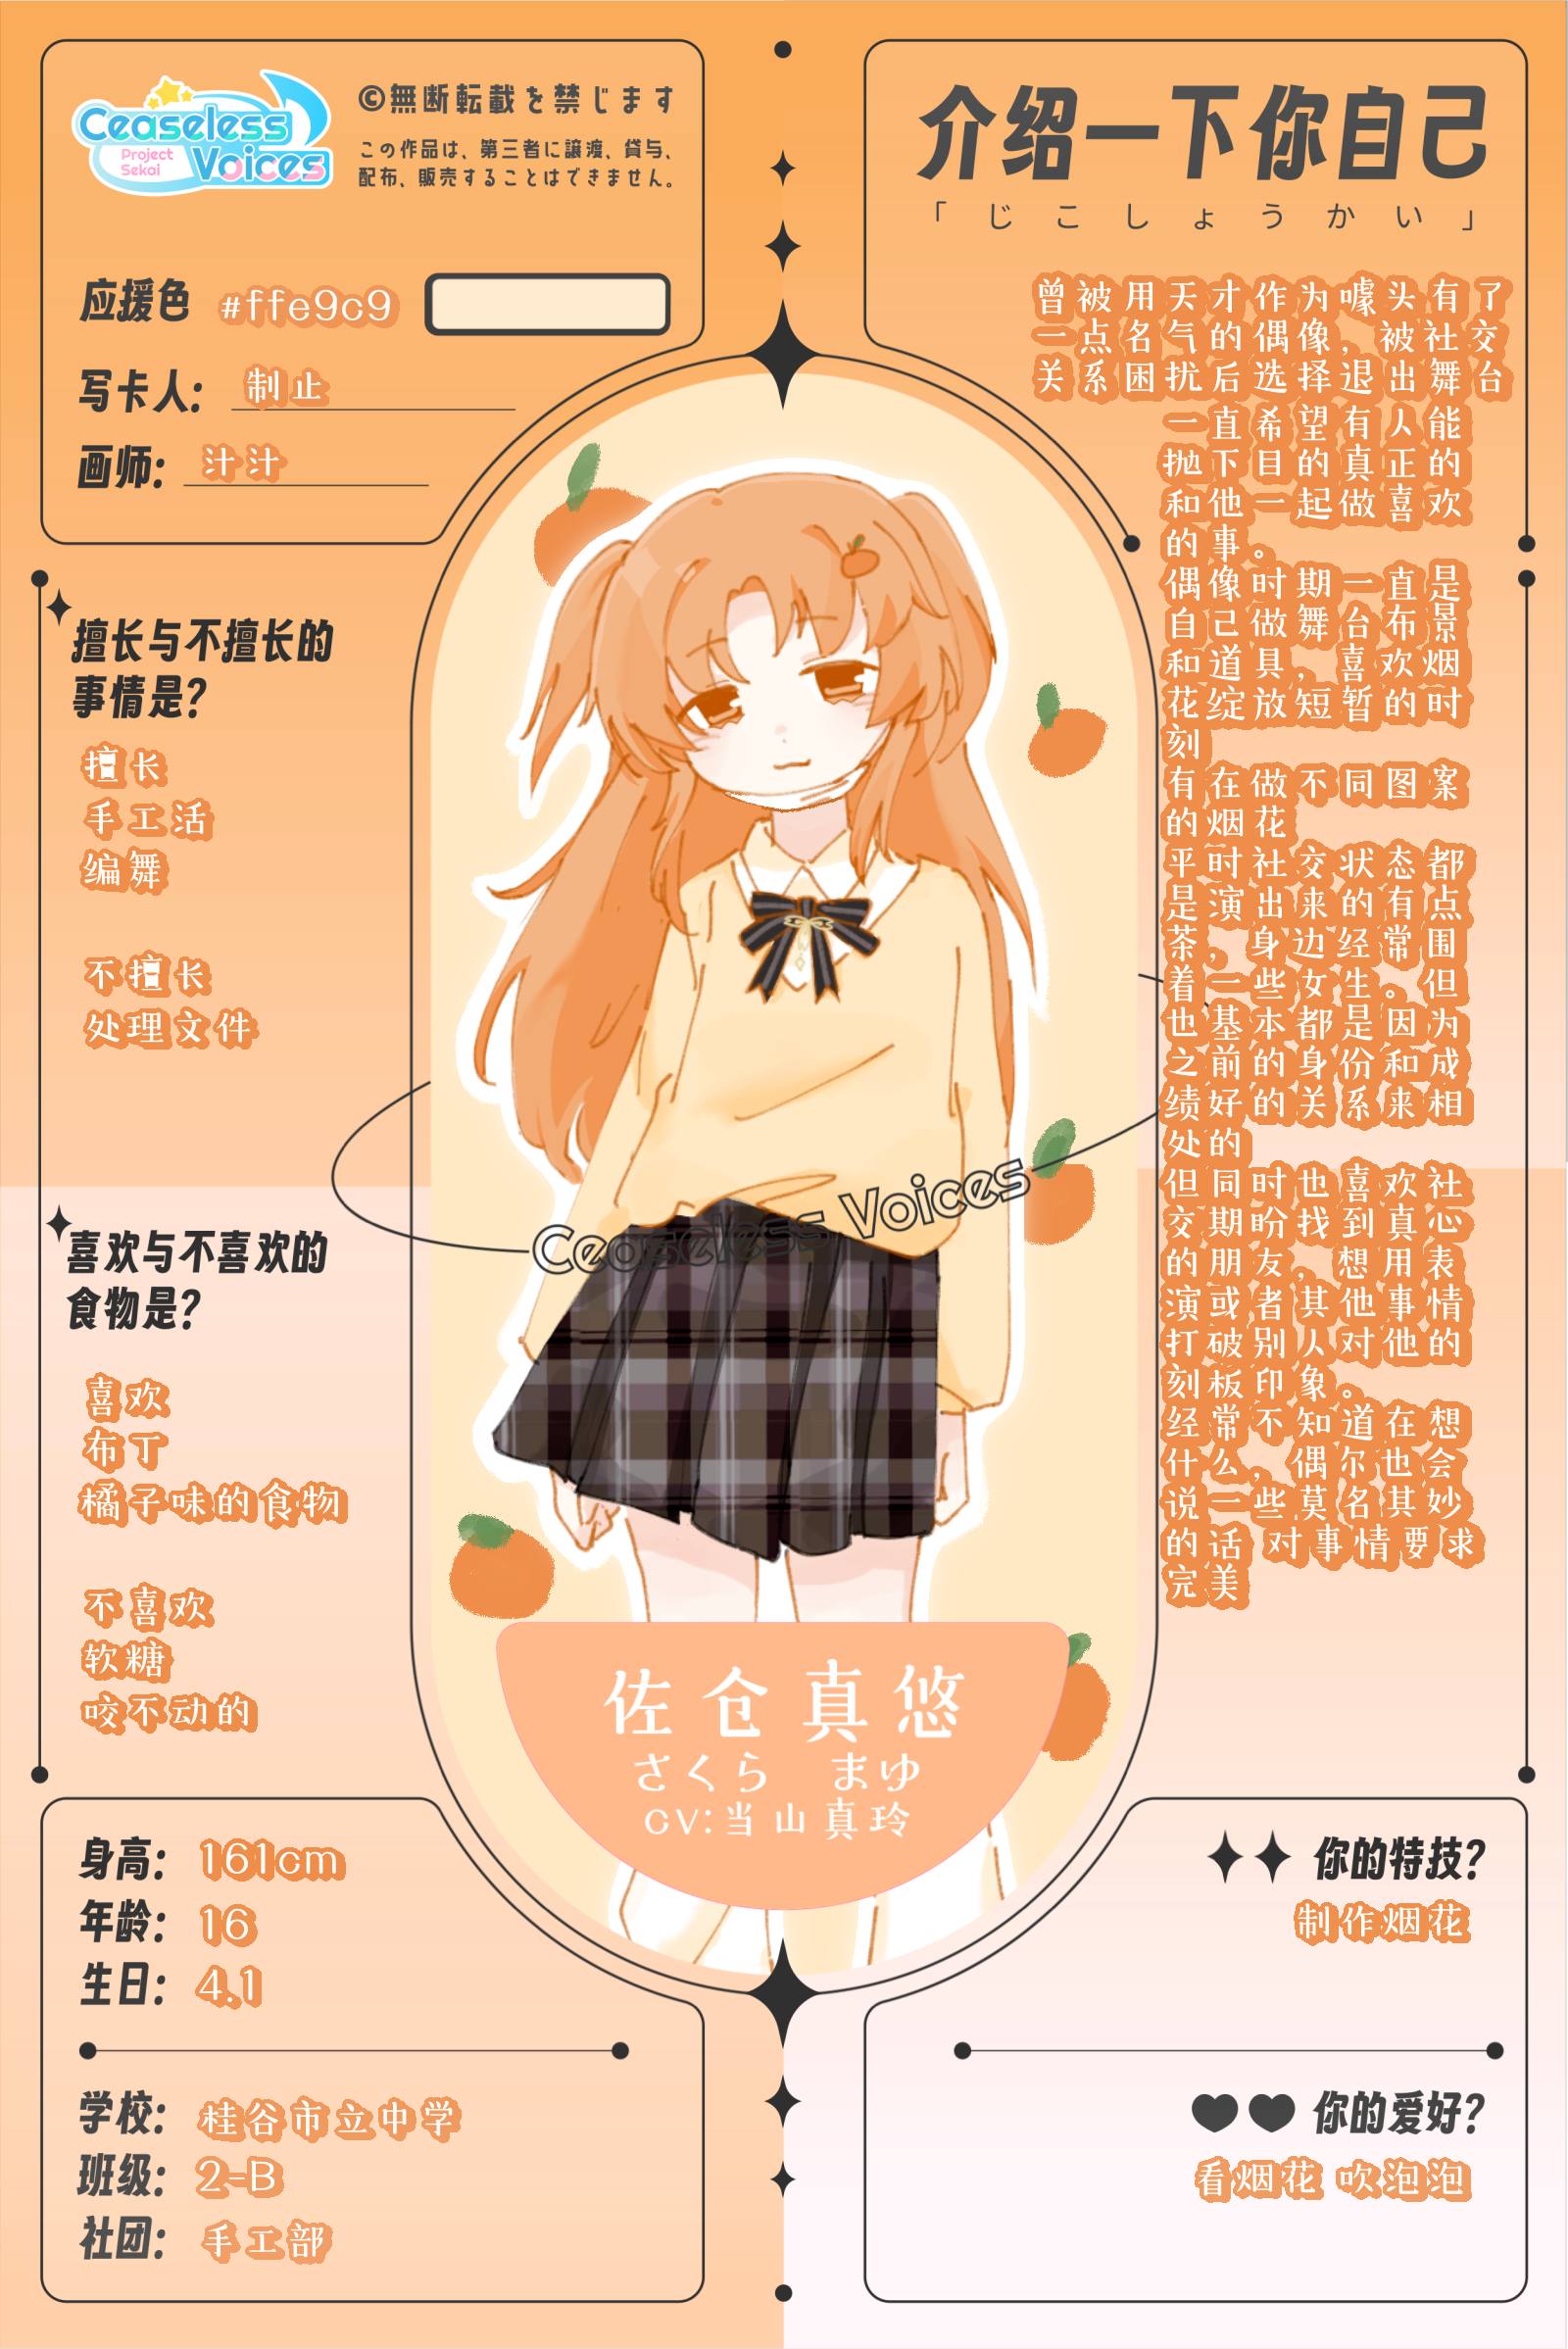 Ceaseless
Voices
Project
Sekai
©無断転載を禁じます
この作品は、第三者に譲渡、貸与、
配布、販売することはできません。
应援色 #ffe9c9
写卡人: 制止
画师: 汁汁
介绍一下你自己
「じこしょうかい」
曾被用天才作为噱头有了
一点名气的偶像，被社交
关系困扰后选择退出舞台
一直希望有人能
抛下目的真正的
和他一起做喜欢
的事。
偶像时期一直是
自己做舞台布景
和道具，喜欢烟
花绽放短暂的时
刻
有在做不同图案
的烟花
平时社交状态都
是演出来的有点
茶，身边经常围
着一些女生。但
也基本都是因为
之前的身份和成
绩好的关系来相
处的
但同时也喜欢社
交期盼找到真心
的朋友，想用表
演或者其他事情
打破别人对他的
刻板印象。
经常不知道在想
什么，偶尔也会
说一些莫名其妙
的话 对事情要求
完美
擅长与不擅长的
事情是?
擅长
手工活
编舞
不擅长
处理文件
喜欢与不喜欢的
食物是?
喜欢
布丁
橘子味的食物
不喜欢
软糖
咬不动的
Ceaseless Voices
佐仓真悠
さくら まゆ
CV:当山真玲
身高: 161cm
年龄: 16
生日: 4.1
学校: 桂谷市立中学
班级: 2-B
社团: 手工部
你的特技?
制作烟花
你的爱好?
看烟花 吹泡泡